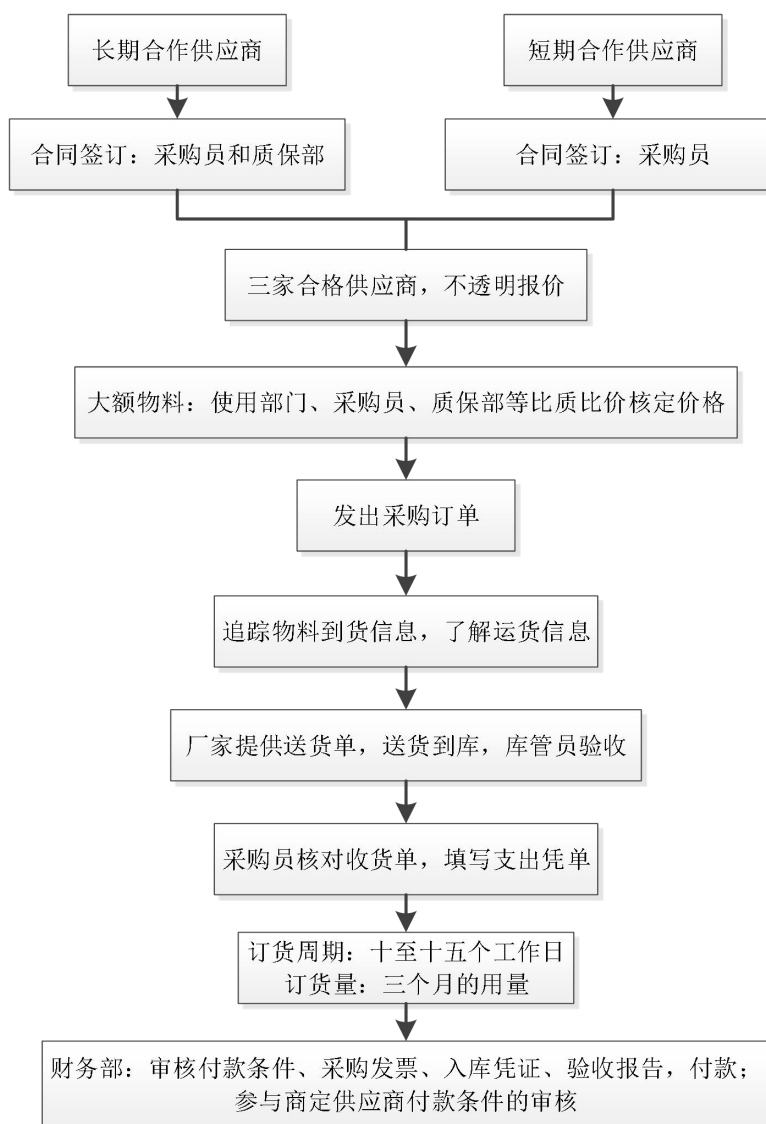 长期合作供应商
短期合作供应商
合同签订：采购员和质保部
合同签订：采购员
三家合格供应商，不透明报价
大额物料：使用部门、采购员、质保部等比质比价核定价格
发出采购订单
追踪物料到货信息，了解运货信息
厂家提供送货单，送货到库，库管员验收
采购员核对收货单，填写支出凭单
订货周期：十至十五个工作日
订货量：三个月的用量
财务部：审核付款条件、采购发票、入库凭证、验收报告，付款；
参与商定供应商付款条件的审核